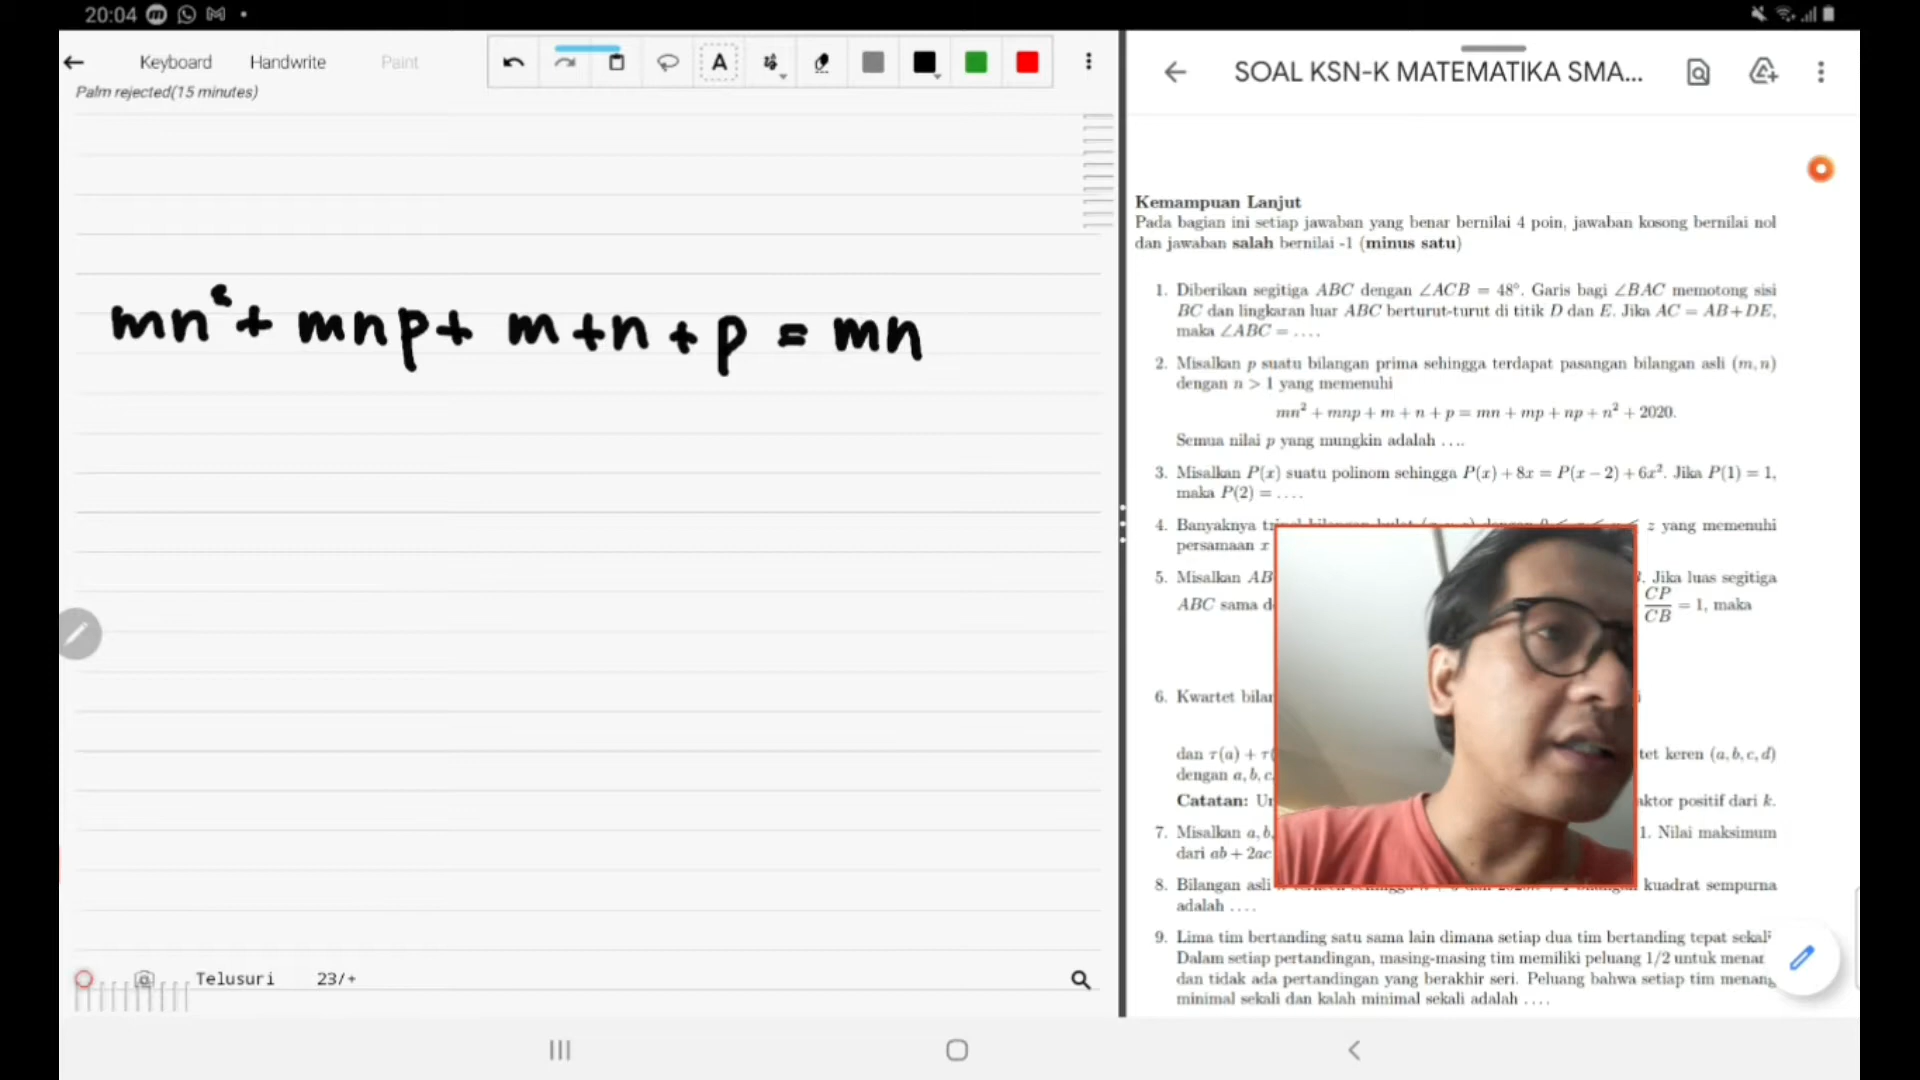 20:04
Keyboard Handwrite Paint
Palm rejected(15 minutes)
A
mn² + mnp + m + n + p = mn
Telusuri 23/+
SOAL KSN-K MATEMATIKA SMA...
Kemampuan Lanjut
Pada bagian ini setiap jawaban yang benar bernilai 4 poin, jawaban kosong bernilai nol
dan jawaban salah bernilai -1 (minus satu)
1. Diberikan segitiga ABC dengan ∠ACB = 48°. Garis bagi ∠BAC memotong sisi
BC dan lingkaran luar ABC berturut-turut di titik D dan E. Jika AC = AB + DE,
maka ∠ABC = ....
2. Misalkan p suatu bilangan prima sehingga terdapat pasangan bilangan asli (m, n)
dengan n > 1 yang memenuhi
mn² + mnp + m + n + p = mn + mp + np + n² + 2020.
Semua nilai p yang mungkin adalah ....
3. Misalkan P(x) suatu polinom sehingga P(x) + 8x = P(x − 2) + 6x². Jika P(1) = 1,
maka P(2) = ....
4. Banyaknya z yang memenuhi
persamaan x
5. Misalkan AB . Jika luas segitiga
ABC sama d CP/CB = 1, maka
6. Kwartet bilan
dan τ(a) + τ( tet keren (a, b, c, d)
dengan a, b, c
Catatan: Un aktor positif dari k.
7. Misalkan a, b, 1. Nilai maksimum
dari ab + 2ac
8. Bilangan asli kuadrat sempurna
adalah ....
9. Lima tim bertanding satu sama lain dimana setiap dua tim bertanding tepat sekali
Dalam setiap pertandingan, masing-masing tim memiliki peluang 1/2 untuk menan
dan tidak ada pertandingan yang berakhir seri. Peluang bahwa setiap tim menang
minimal sekali dan kalah minimal sekali adalah ....